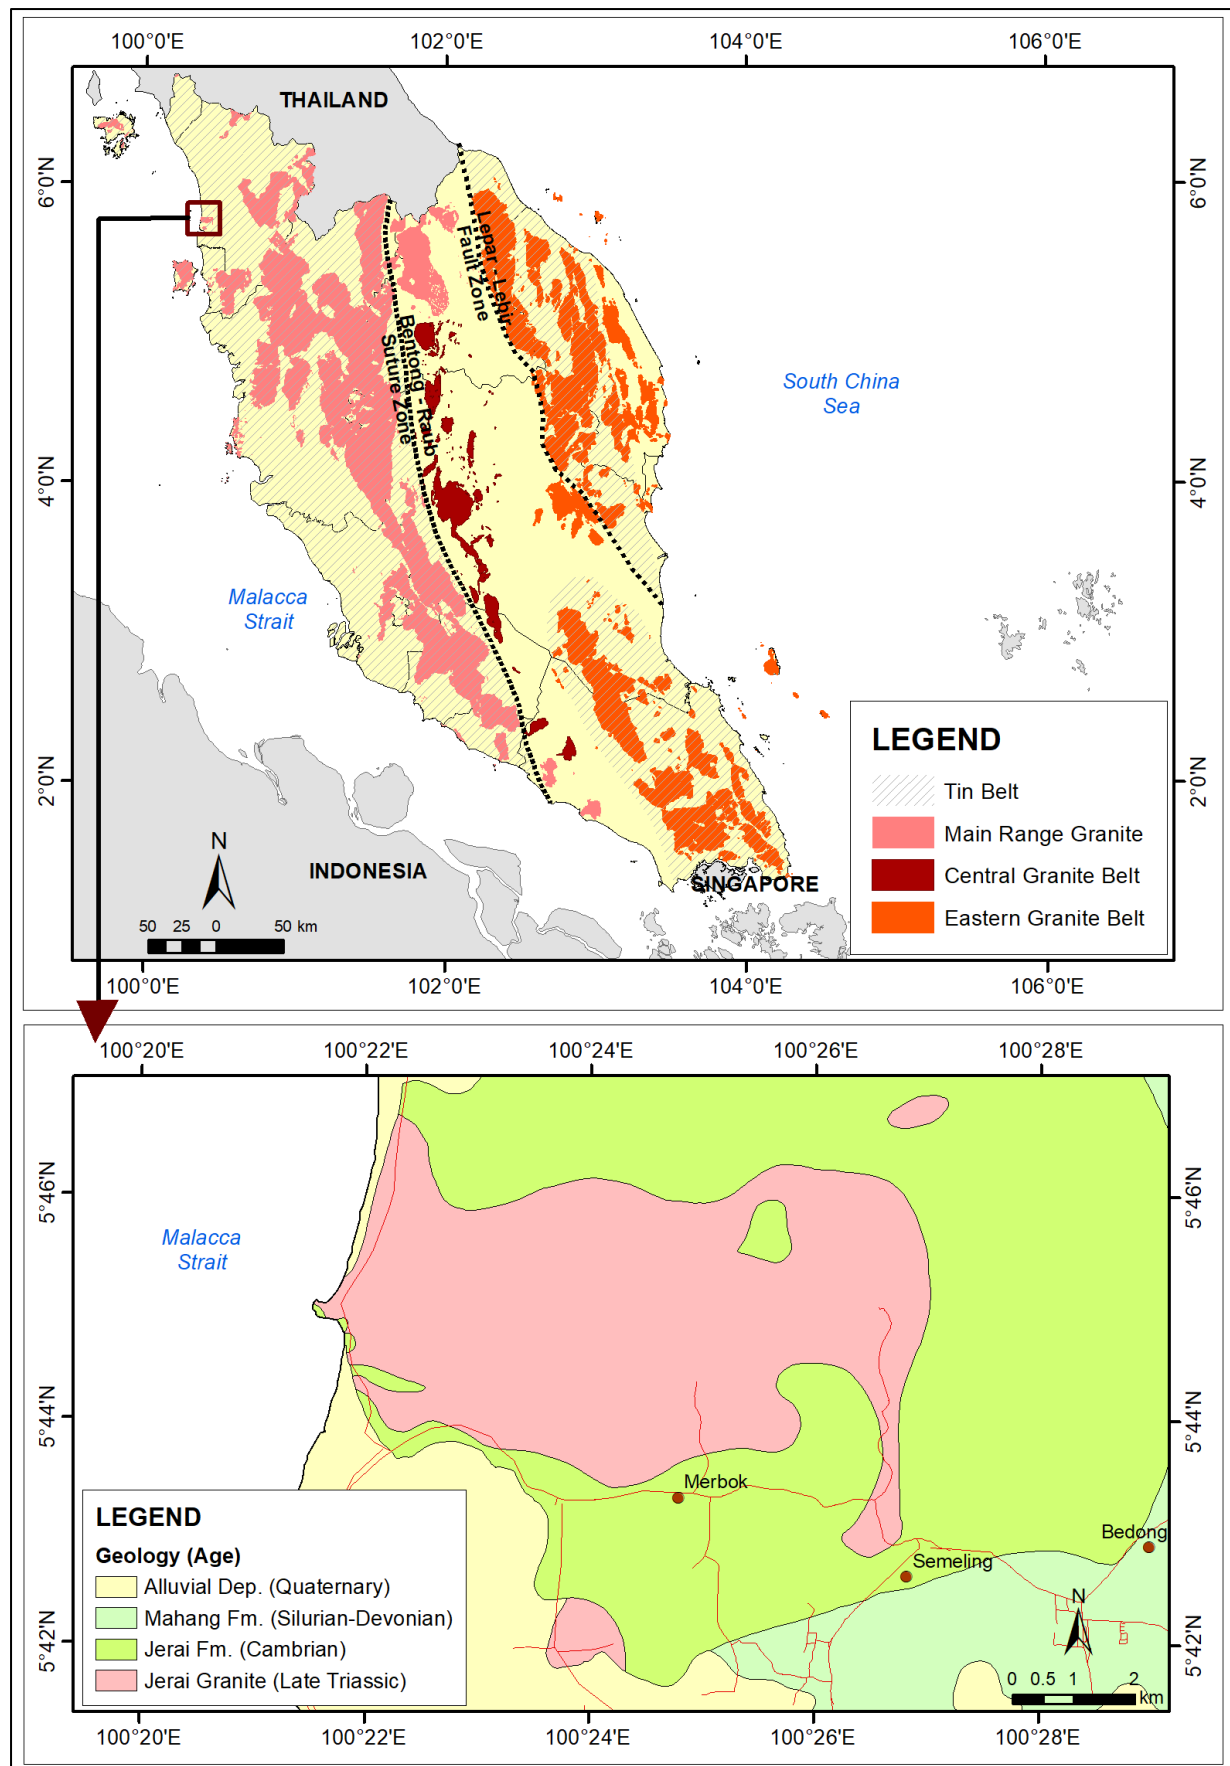 100°0'E 102°0'E 104°0'E 106°0'E
THAILAND
6°0'N
6°0'N
Lepar - Lebir
Fault Zone
Bentong - Raub
Suture Zone
South China
Sea
4°0'N
4°0'N
Malacca
Strait
2°0'N
2°0'N
INDONESIA
SINGAPORE
N
50 25 0 50 km
LEGEND
Tin Belt
Main Range Granite
Central Granite Belt
Eastern Granite Belt
100°0'E 102°0'E 104°0'E 106°0'E
100°20'E 100°22'E 100°24'E 100°26'E 100°28'E
5°46'N
5°46'N
Malacca
Strait
5°44'N
5°44'N
Merbok
Bedong
Semeling
LEGEND
Geology (Age)
Alluvial Dep. (Quaternary)
Mahang Fm. (Silurian-Devonian)
Jerai Fm. (Cambrian)
Jerai Granite (Late Triassic)
5°42'N
5°42'N
N
0 0.5 1 2
km
100°20'E 100°22'E 100°24'E 100°26'E 100°28'E